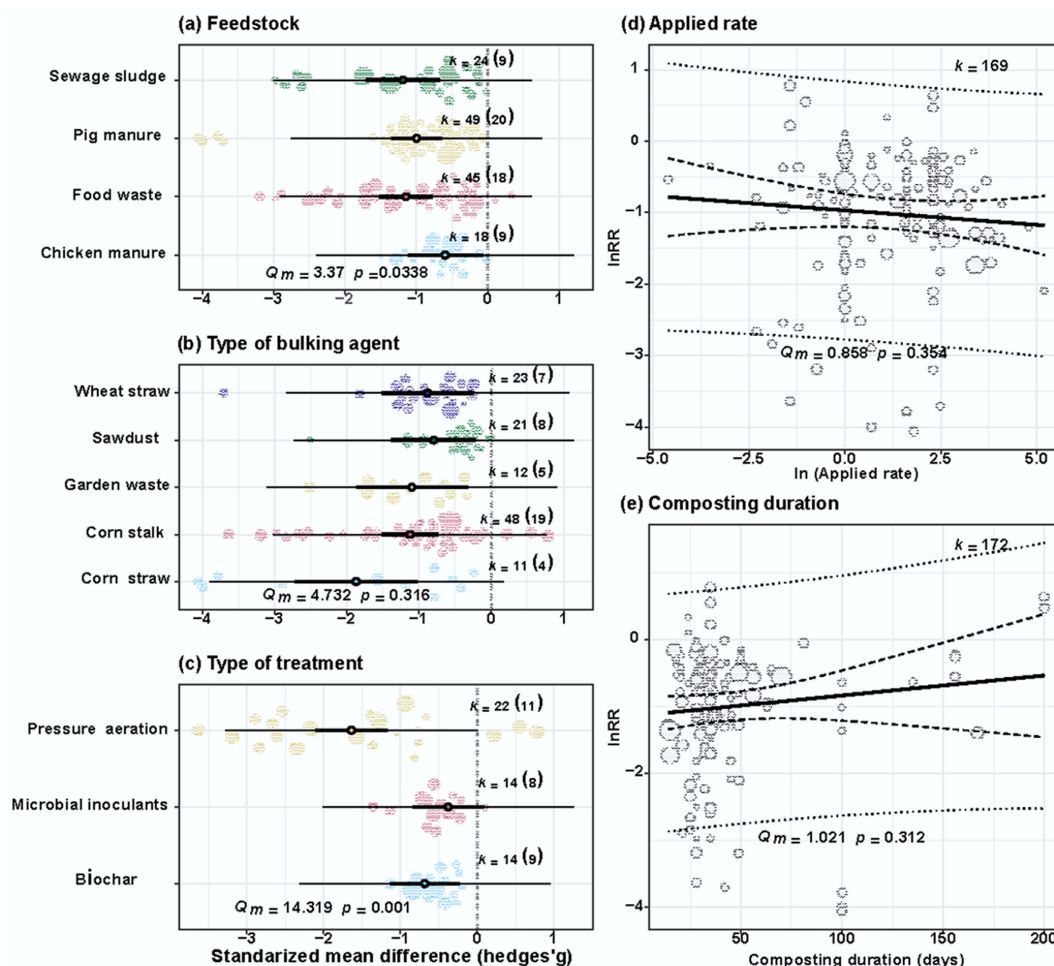 (a) Feedstock
Sewage sludge
k = 24 (9)
Pig manure
k = 49 (20)
Food waste
k = 45 (18)
Chicken manure
k = 18 (9)
Qm = 3.37 p = 0.0338
−4 −3 −2 −1 0 1
(b) Type of bulking agent
Wheat straw
k = 23 (7)
Sawdust
k = 21 (8)
Garden waste
k = 12 (5)
Corn stalk
k = 48 (19)
Corn straw
k = 11 (4)
Qm = 4.732 p = 0.316
−4 −3 −2 −1 0 1
(c) Type of treatment
Pressure aeration
k = 22 (11)
Microbial inoculants
k = 14 (8)
Biochar
k = 14 (9)
Qm = 14.319 p = 0.001
−4 −3 −2 −1 0 1
Standarized mean difference (hedges'g)
(d) Applied rate
k = 169
1
0
−1
−2
−3
−4
lnRR
Qm = 0.858 p = 0.354
−5.0 −2.5 0.0 2.5 5.0
ln (Applied rate)
(e) Composting duration
k = 172
0
−2
−4
lnRR
Qm = 1.021 p = 0.312
50 100 150 200
Composting duration (days)